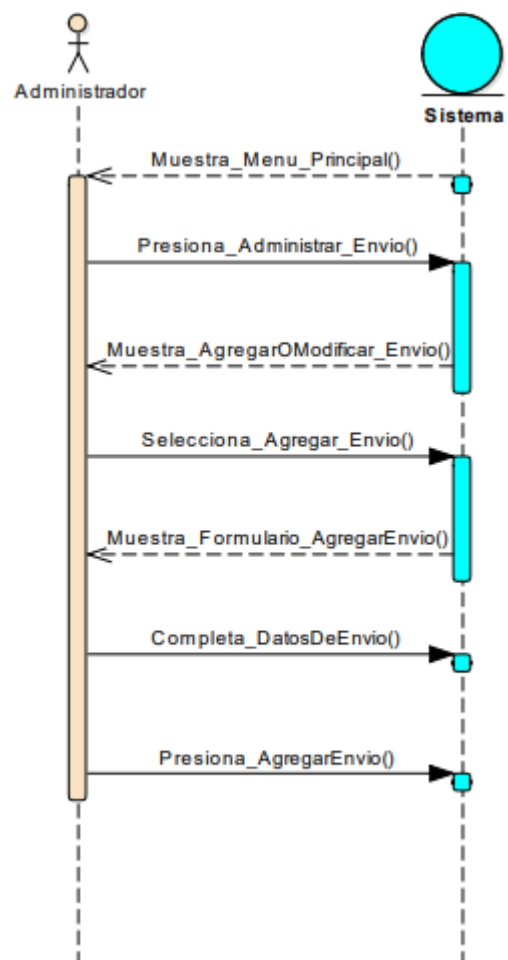 Administrador
Sistema
Muestra_Menu_Principal()
Presiona_Administrar_Envio()
Muestra_AgregarOModificar_Envio()
Selecciona_Agregar_Envio()
Muestra_Formulario_AgregarEnvio()
Completa_DatosDeEnvio()
Presiona_AgregarEnvio()